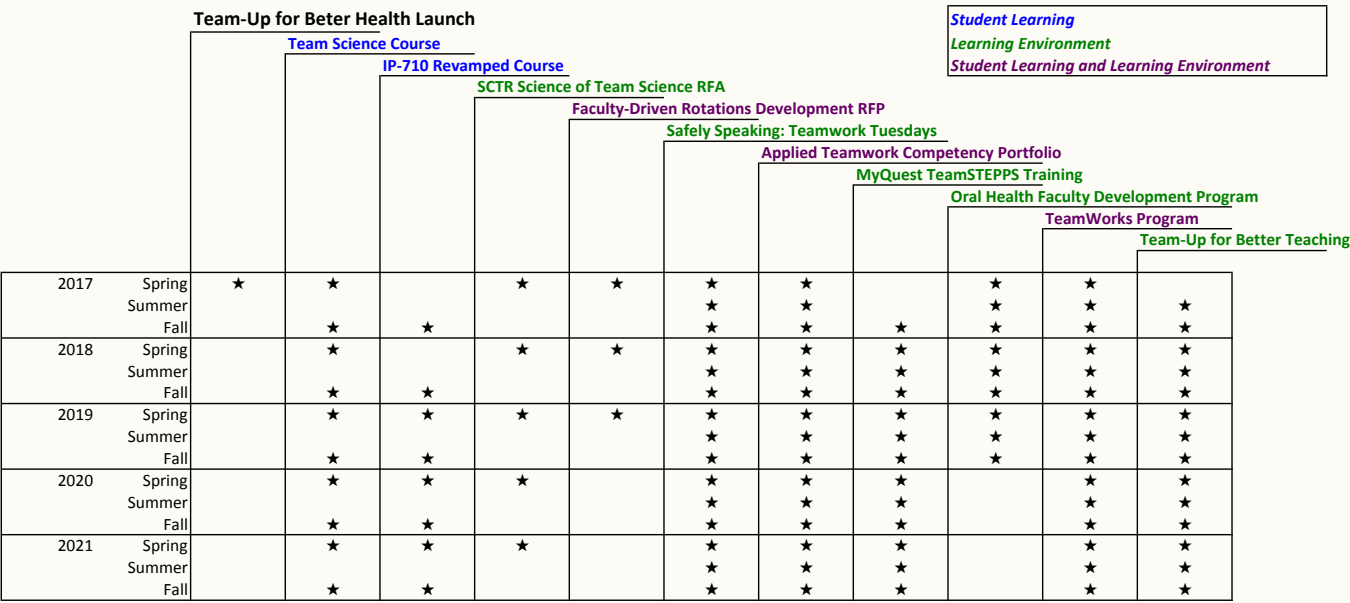 Team-Up for Beter Health Launch
Student Learning
Team Science Course
Learning Environment
IP-710 Revamped Course
Student Learning and Learning Environment
SCTR Science of Team Science RFA
Faculty-Driven Rotations Development RFP
Safely Speaking: Teamwork Tuesdays
Applied Teamwork Competency Portfolio
MyQuest TeamSTEPPS Training
Oral Health Faculty Development Program
TeamWorks Program
Team-Up for Better Teaching
2017 Spring ★ ★ ★ ★ ★ ★ ★ ★
Summer ★ ★ ★ ★ ★
Fall ★ ★ ★ ★ ★ ★ ★ ★
2018 Spring ★ ★ ★ ★ ★ ★ ★ ★ ★
Summer ★ ★ ★ ★ ★ ★
Fall ★ ★ ★ ★ ★ ★ ★ ★
2019 Spring ★ ★ ★ ★ ★ ★ ★ ★ ★ ★
Summer ★ ★ ★ ★ ★ ★
Fall ★ ★ ★ ★ ★ ★ ★ ★
2020 Spring ★ ★ ★ ★ ★ ★ ★ ★
Summer ★ ★ ★ ★ ★
Fall ★ ★ ★ ★ ★ ★ ★
2021 Spring ★ ★ ★ ★ ★ ★ ★ ★
Summer ★ ★ ★ ★ ★
Fall ★ ★ ★ ★ ★ ★ ★